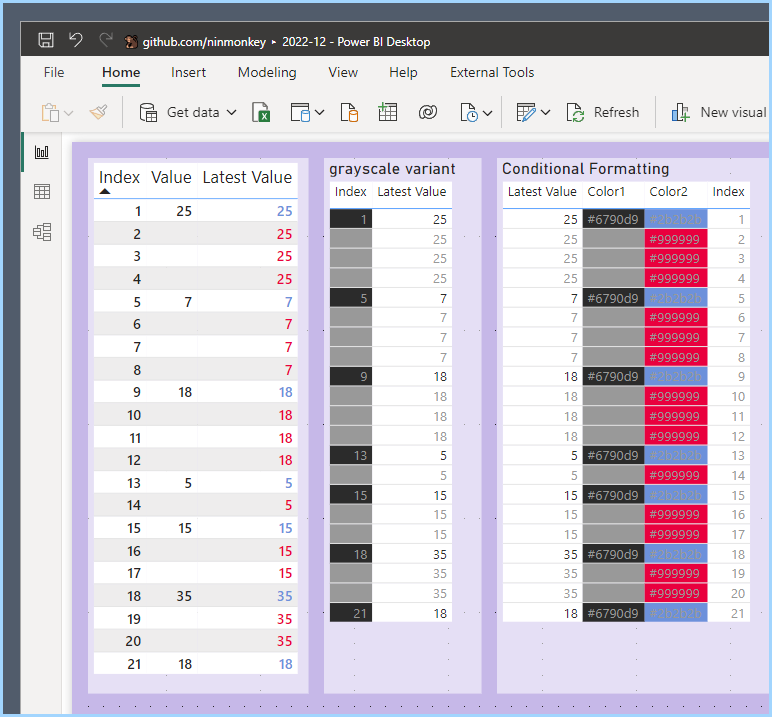 github.com/ninmonkey ▸ 2022-12 - Power BI Desktop
File Home Insert Modeling View Help External Tools
Get data Refresh New visual
Index Value Latest Value
1 25 25
2 25
3 25
4 25
5 7 7
6 7
7 7
8 7
9 18 18
10 18
11 18
12 18
13 5 5
14 5
15 15 15
16 15
17 15
18 35 35
19 35
20 35
21 18 18
grayscale variant
Index Latest Value
1 25
25
25
25
5 7
7
7
7
9 18
18
18
18
13 5
5
15 15
15
15
18 35
35
35
21 18
Conditional Formatting
Latest Value Color1 Color2 Index
25 #6790d9 #2b2b2b 1
25 #999999 2
25 #999999 3
25 #999999 4
7 #6790d9 #2b2b2b 5
7 #999999 6
7 #999999 7
7 #999999 8
18 #6790d9 #2b2b2b 9
18 #999999 10
18 #999999 11
18 #999999 12
5 #6790d9 #2b2b2b 13
5 #999999 14
15 #6790d9 #2b2b2b 15
15 #999999 16
15 #999999 17
35 #6790d9 #2b2b2b 18
35 #999999 19
35 #999999 20
18 #6790d9 #2b2b2b 21